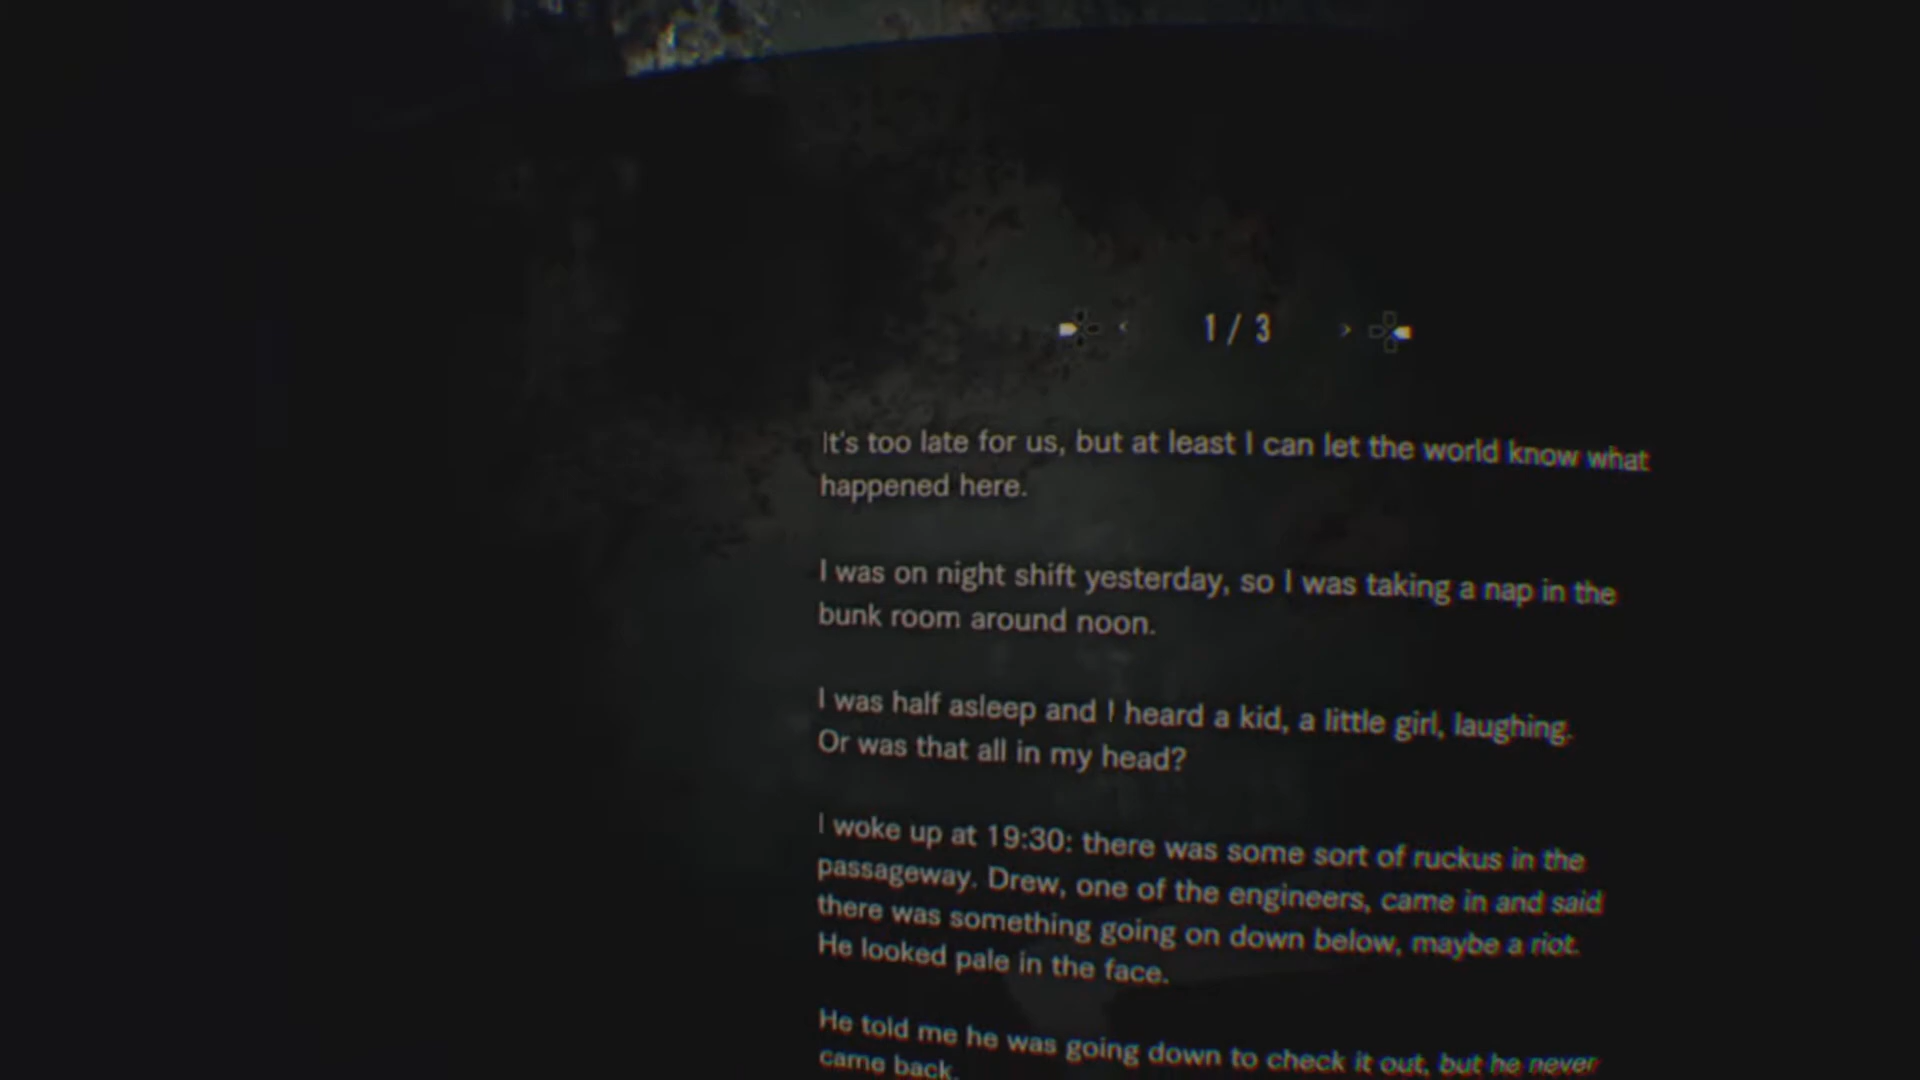 1 / 3
It's too late for us, but at least I can let the world know what
happened here.
I was on night shift yesterday, so I was taking a nap in the
bunk room around noon.
I was half asleep and I heard a kid, a little girl, laughing.
Or was that all in my head?
I woke up at 19:30: there was some sort of ruckus in the
passageway. Drew, one of the engineers, came in and said
there was something going on down below, maybe a riot.
He looked pale in the face.
He told me he was going down to check it out, but he never
came back.